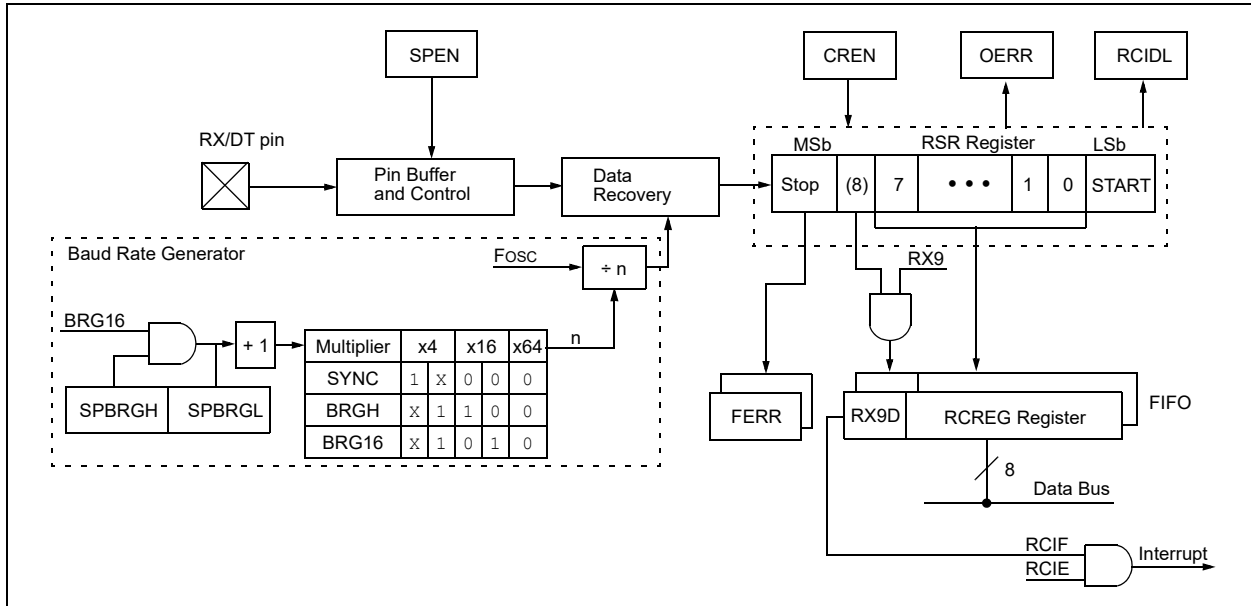 SPEN
CREN
OERR
RCIDL
RX/DT pin
Pin Buffer
and Control
Data
Recovery
MSb
RSR Register
LSb
Stop (8) 7 • • • 1 0 START
Baud Rate Generator
FOSC
÷ n
RX9
BRG16
+ 1
n
Multiplier x4 x16 x64
SYNC 1 X 0 0 0
BRGH X 1 1 0 0
BRG16 X 1 0 1 0
SPBRGH SPBRGL
FERR
RX9D RCREG Register
FIFO
8
Data Bus
RCIF
RCIE
Interrupt